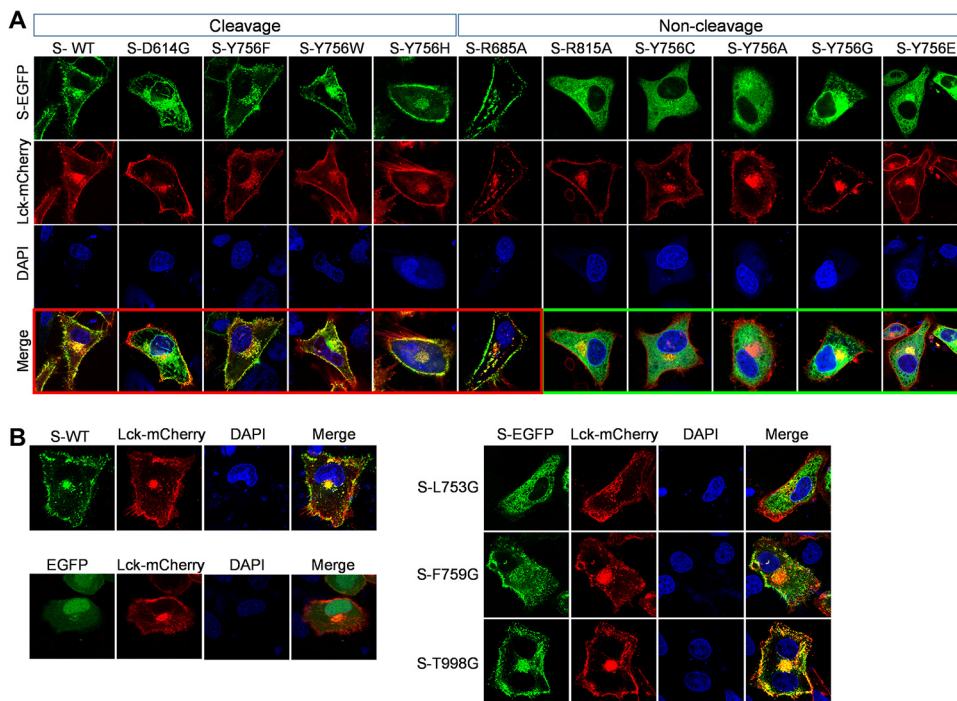 A
Cleavage Non-cleavage
S- WT S-D614G S-Y756F S-Y756W S-Y756H S-R685A S-R815A S-Y756C S-Y756A S-Y756G S-Y756E
S-EGFP
Lck-mCherry
DAPI
Merge
B
S-WT Lck-mCherry DAPI Merge
EGFP Lck-mCherry DAPI Merge
S-EGFP Lck-mCherry DAPI Merge
S-L753G
S-F759G
S-T998G